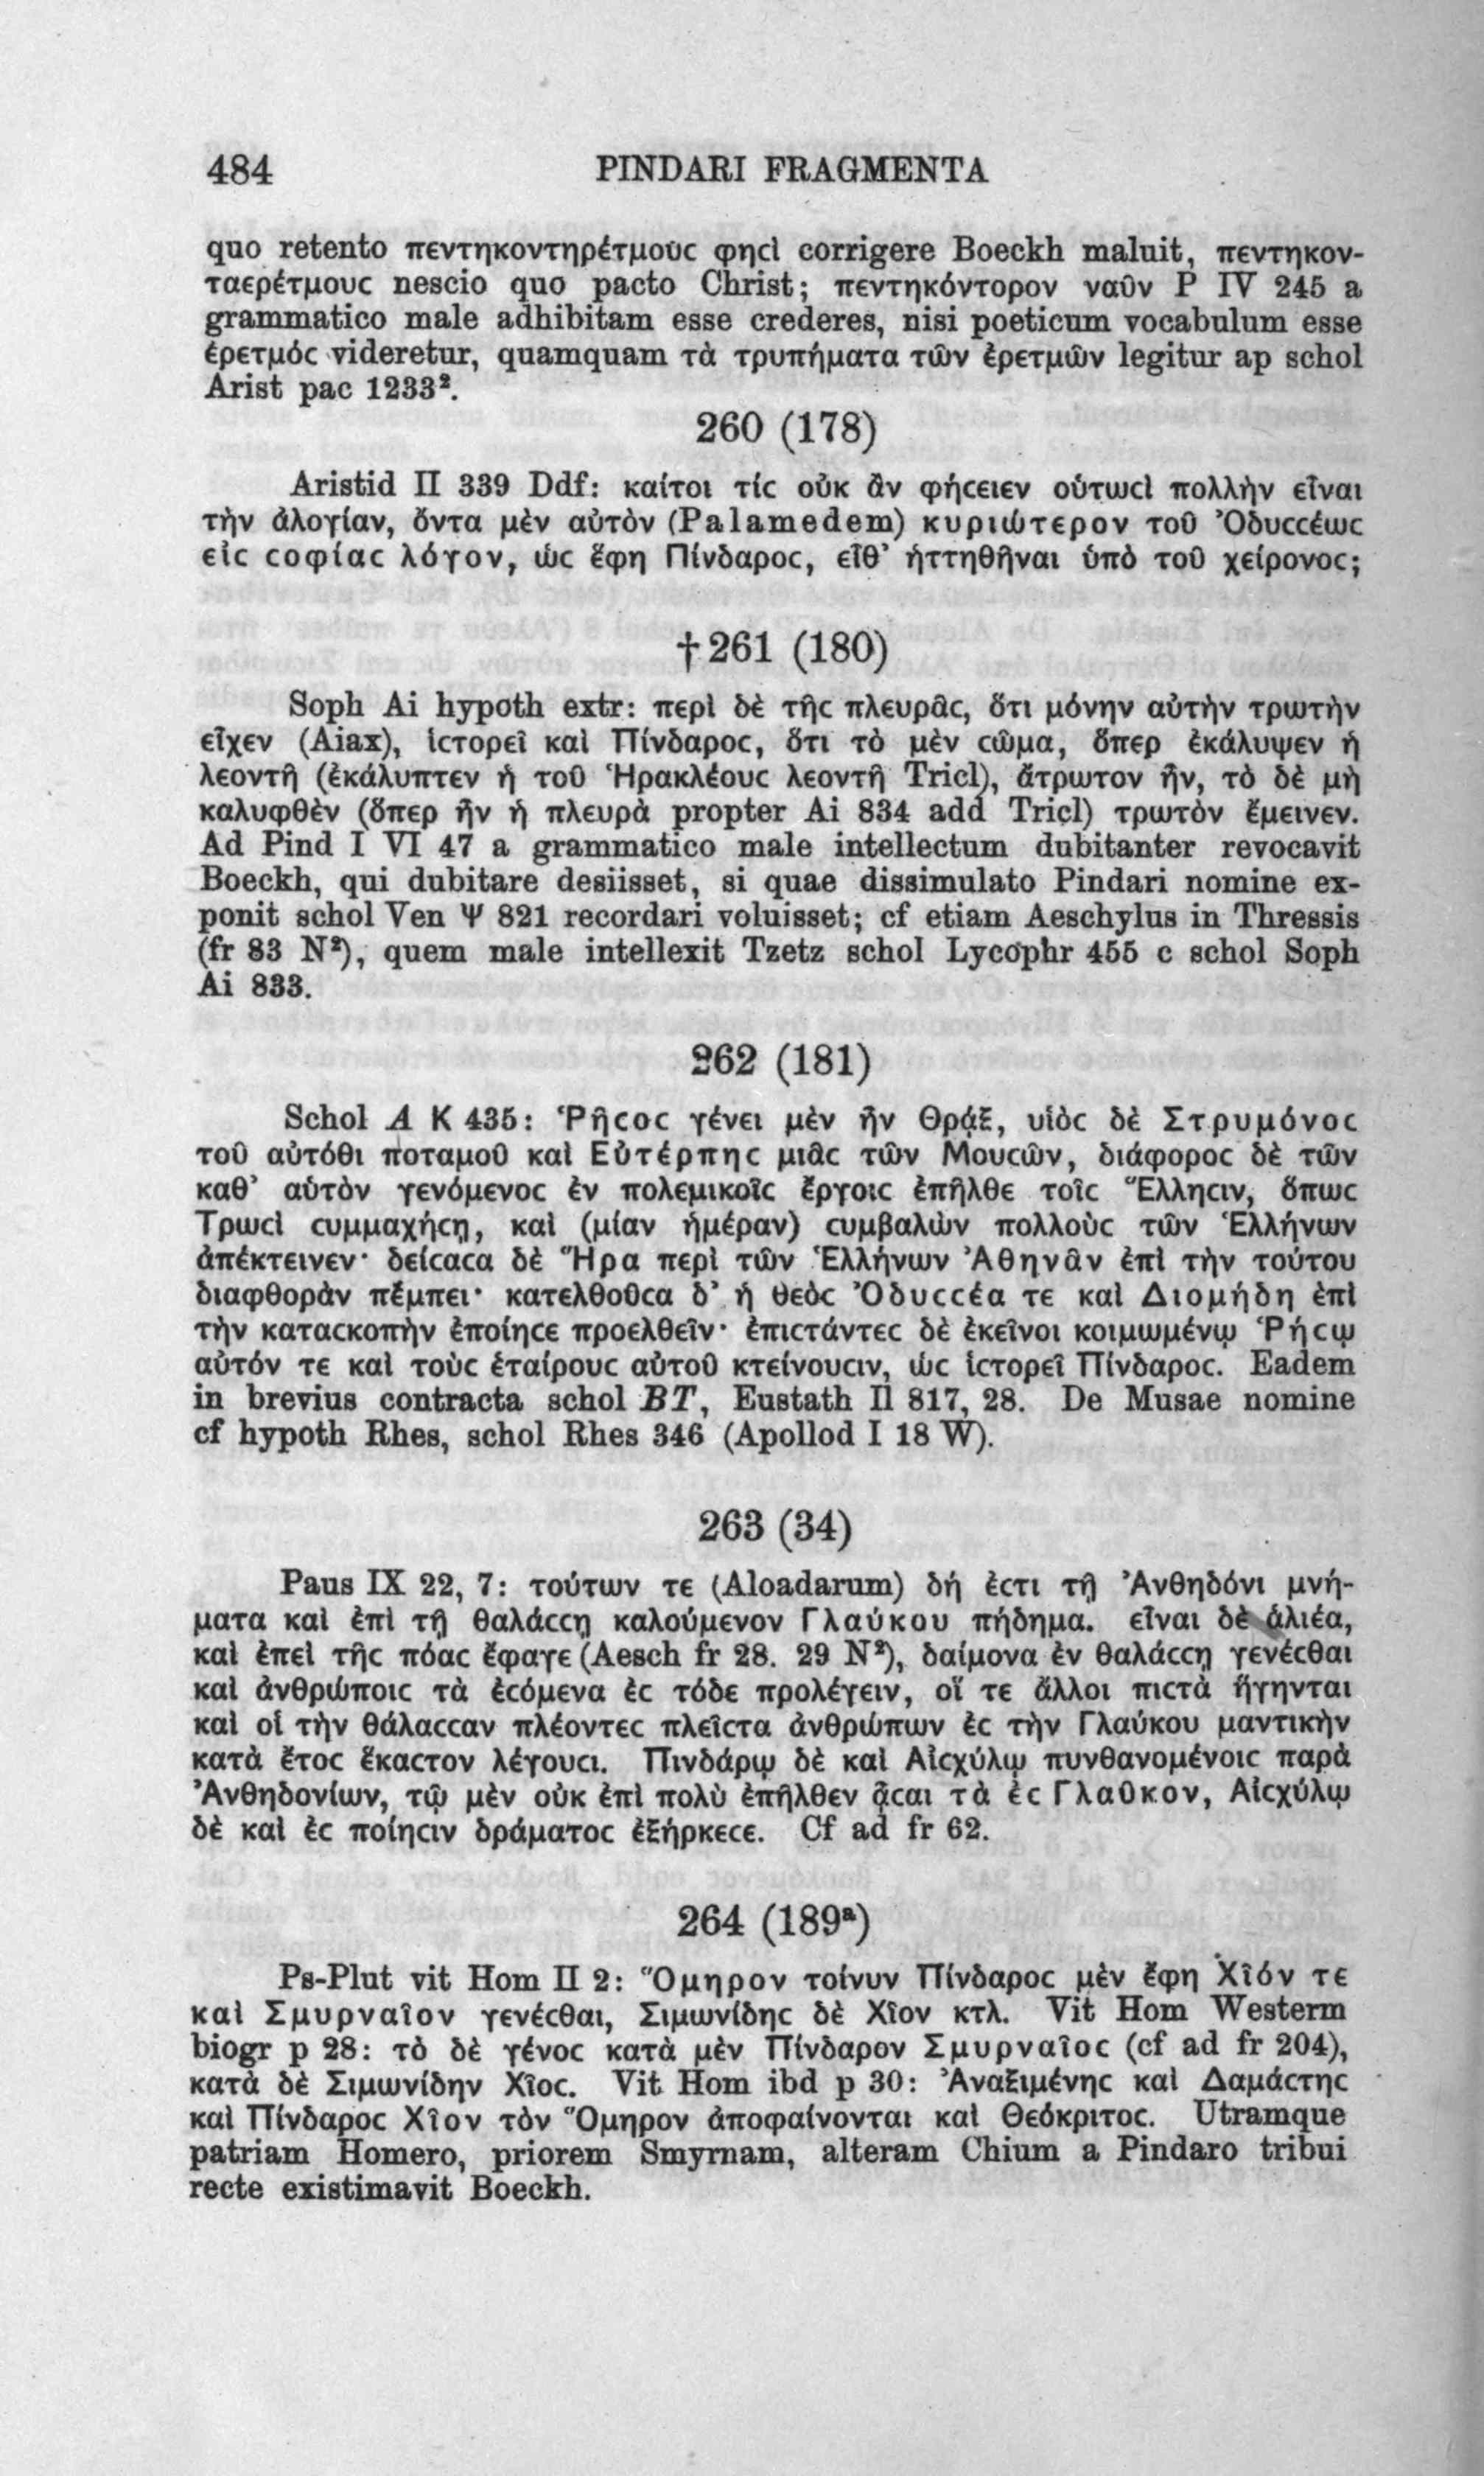 484 PINDARI FRAGMENTA
quo retento πεντηκοντηρέτμουϲ φηϲὶ corrigere Boeckh maluit, πεντηκον-
ταερέτμουϲ nescio quo pacto Christ; πεντηκόντορον ναῦν P IV 245 a
grammatico male adhibitam esse crederes, nisi poeticum vocabulum esse
ἐρετμόϲ videretur, quamquam τὰ τρυπήματα τῶν ἐρετμῶν legitur ap schol
Arist pac 1233².
260 (178)
Aristid II 339 Ddf: καίτοι τίϲ οὐκ ἂν φήϲειεν οὑτωϲὶ πολλὴν εἶναι
τὴν ἀλογίαν, ὄντα μὲν αὐτὸν (Palamedem) κυριώτερον τοῦ Ὀδυϲϲέωϲ
εἰϲ ϲοφίαϲ λόγον, ὡϲ ἔφη Πίνδαροϲ, εἶθ’ ἡττηθῆναι ὑπὸ τοῦ χείρονοϲ;
†261 (180)
Soph Ai hypoth extr: περὶ δὲ τῆϲ πλευρᾶϲ, ὅτι μόνην αὐτὴν τρωτὴν
εἶχεν (Aiax), ἱϲτορεῖ καὶ Πίνδαροϲ, ὅτι τὸ μὲν ϲῶμα, ὅπερ ἐκάλυψεν ἡ
λεοντῆ (ἐκάλυπτεν ἡ τοῦ Ἡρακλέουϲ λεοντῆ Tricl), ἄτρωτον ἦν, τὸ δὲ μὴ
καλυφθὲν (ὅπερ ἦν ἡ πλευρὰ propter Ai 834 add Tricl) τρωτὸν ἔμεινεν.
Ad Pind I VI 47 a grammatico male intellectum dubitanter revocavit
Boeckh, qui dubitare desiisset, si quae dissimulato Pindari nomine ex-
ponit schol Ven Ψ 821 recordari voluisset; cf etiam Aeschylus in Thressis
(fr 83 N²), quem male intellexit Tzetz schol Lycophr 455 c schol Soph
Ai 833.
262 (181)
Schol A K 435: Ῥῆϲοϲ γένει μὲν ἦν Θρᾴξ, υἱὸϲ δὲ Στρυμόνοϲ
τοῦ αὐτόθι ποταμοῦ καὶ Εὐτέρπηϲ μιᾶϲ τῶν Μουϲῶν, διάφοροϲ δὲ τῶν
καθ’ αὑτὸν γενόμενοϲ ἐν πολεμικοῖϲ ἔργοιϲ ἐπῆλθε τοῖϲ Ἕλληϲιν, ὅπωϲ
Τρωϲὶ ϲυμμαχήϲῃ, καὶ (μίαν ἡμέραν) ϲυμβαλὼν πολλοὺϲ τῶν Ἑλλήνων
ἀπέκτεινεν· δείϲαϲα δὲ Ἥρα περὶ τῶν Ἑλλήνων Ἀθηνᾶν ἐπὶ τὴν τούτου
διαφθορὰν πέμπει· κατελθοῦϲα δ’ ἡ θεὸϲ Ὀδυϲϲέα τε καὶ Διομήδη ἐπὶ
τὴν καταϲκοπὴν ἐποίηϲε προελθεῖν· ἐπιϲτάντεϲ δὲ ἐκεῖνοι κοιμωμένῳ Ῥήϲῳ
αὐτόν τε καὶ τοὺϲ ἑταίρουϲ αὐτοῦ κτείνουϲιν, ὡϲ ἱϲτορεῖ Πίνδαροϲ. Eadem
in brevius contracta schol BT, Eustath Il 817, 28. De Musae nomine
cf hypoth Rhes, schol Rhes 346 (Apollod I 18 W).
263 (34)
Paus IX 22, 7: τούτων τε (Aloadarum) δή ἐϲτι τῇ Ἀνθηδόνι μνή-
ματα καὶ ἐπὶ τῇ θαλάϲϲῃ καλούμενον Γλαύκου πήδημα. εἶναι δὲ ἁλιέα,
καὶ ἐπεὶ τῆϲ πόαϲ ἔφαγε (Aesch fr 28. 29 N²), δαίμονα ἐν θαλάϲϲῃ γενέϲθαι
καὶ ἀνθρώποιϲ τὰ ἐϲόμενα ἐϲ τόδε προλέγειν, οἵ τε ἄλλοι πιϲτὰ ἥγηνται
καὶ οἱ τὴν θάλαϲϲαν πλέοντεϲ πλεῖϲτα ἀνθρώπων ἐϲ τὴν Γλαύκου μαντικὴν
κατὰ ἔτοϲ ἕκαϲτον λέγουϲι. Πινδάρῳ δὲ καὶ Αἰϲχύλῳ πυνθανομένοιϲ παρὰ
Ἀνθηδονίων, τῷ μὲν οὐκ ἐπὶ πολὺ ἐπῆλθεν ᾆϲαι τὰ ἐϲ Γλαῦκον, Αἰϲχύλῳ
δὲ καὶ ἐϲ ποίηϲιν δράματοϲ ἐξήρκεϲε. Cf ad fr 62.
264 (189ª)
Ps-Plut vit Hom II 2: Ὅμηρον τοίνυν Πίνδαροϲ μὲν ἔφη Χῖόν τε
καὶ Σμυρναῖον γενέϲθαι, Σιμωνίδηϲ δὲ Χῖον κτλ. Vit Hom Westerm
biogr p 28: τὸ δὲ γένοϲ κατὰ μὲν Πίνδαρον Σμυρναῖοϲ (cf ad fr 204),
κατὰ δὲ Σιμωνίδην Χῖοϲ. Vit Hom ibd p 30: Ἀναξιμένηϲ καὶ Δαμάϲτηϲ
καὶ Πίνδαροϲ Χῖον τὸν Ὅμηρον ἀποφαίνονται καὶ Θεόκριτοϲ. Utramque
patriam Homero, priorem Smyrnam, alteram Chium a Pindaro tribui
recte existimavit Boeckh.